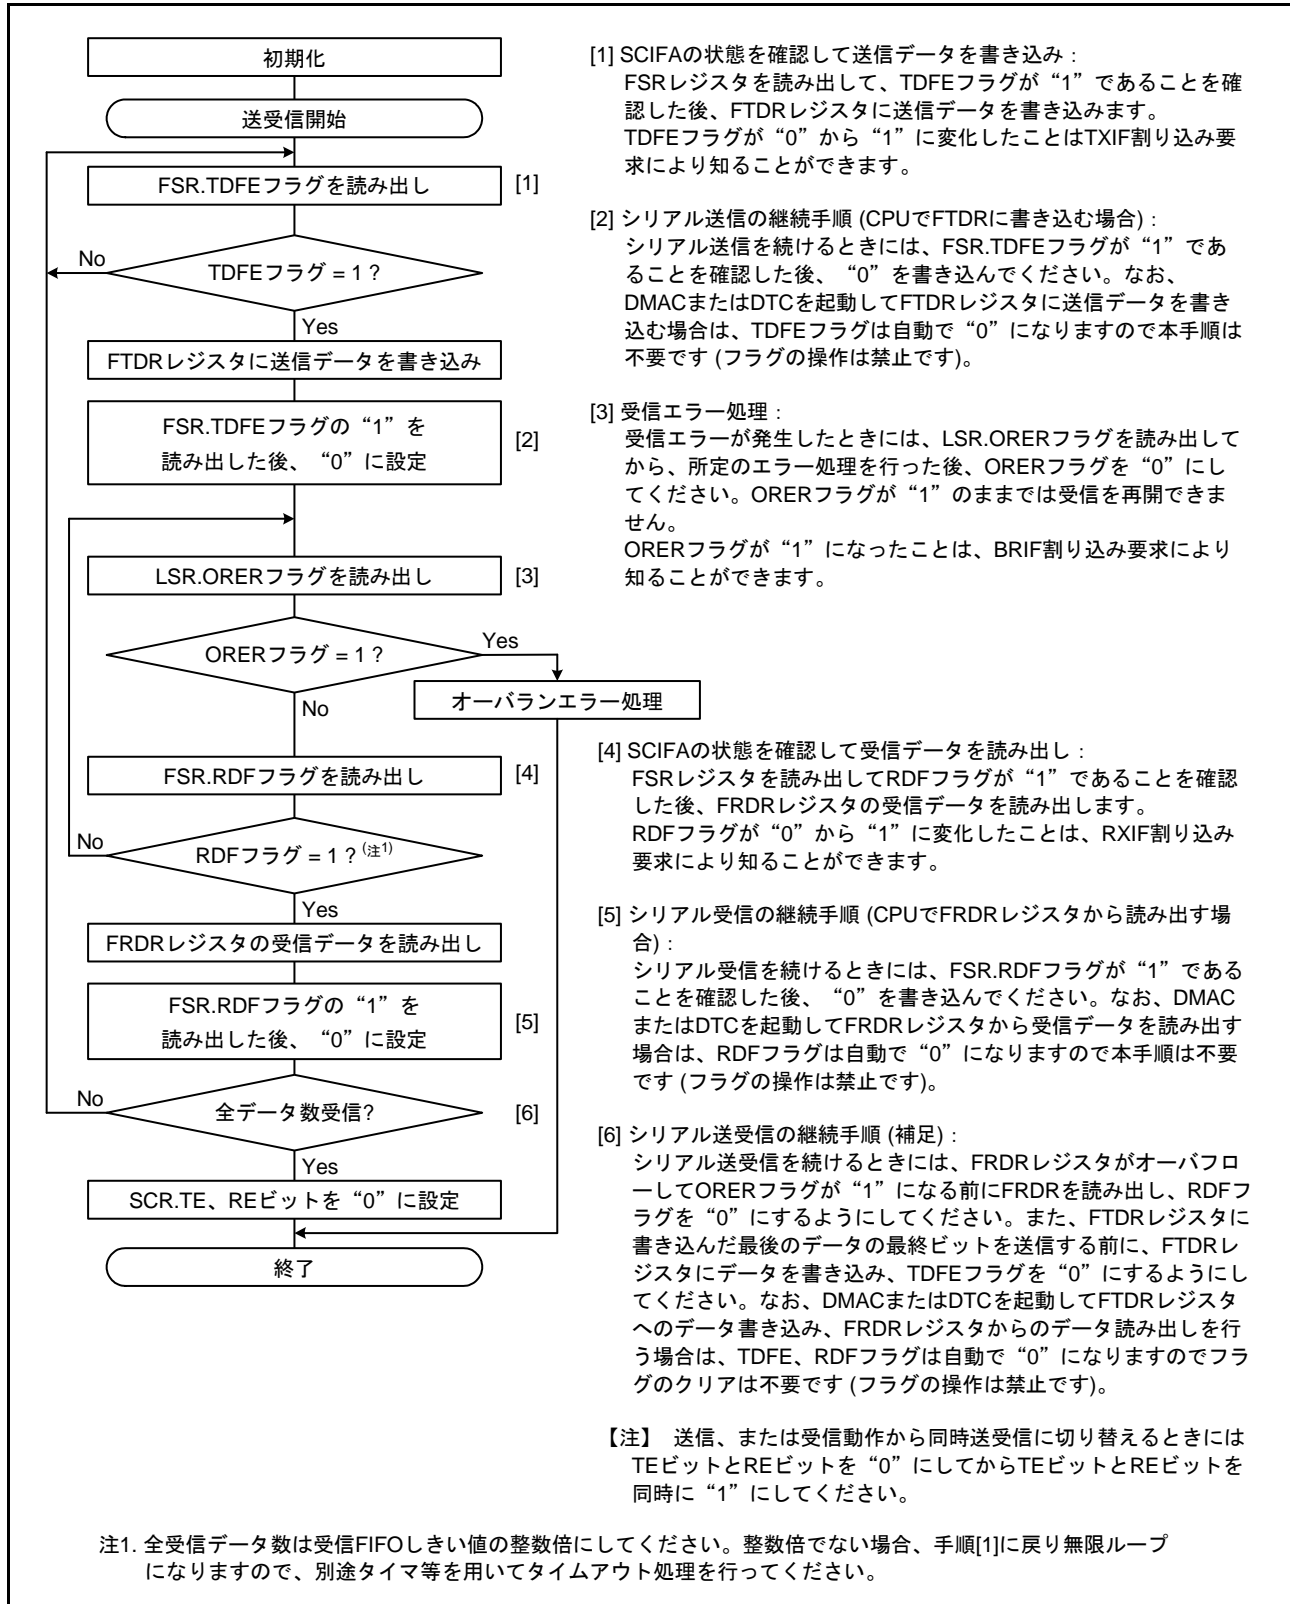 初期化
送受信開始
FSR.TDFEフラグを読み出し
[1]
No
TDFEフラグ = 1 ?
Yes
FTDRレジスタに送信データを書き込み
FSR.TDFEフラグの“1”を
読み出した後、“0”に設定
[2]
LSR.ORERフラグを読み出し
[3]
ORERフラグ = 1 ?
Yes
オーバランエラー処理
No
FSR.RDFフラグを読み出し
[4]
No
RDFフラグ = 1 ? (注1)
Yes
FRDRレジスタの受信データを読み出し
FSR.RDFフラグの“1”を
読み出した後、“0”に設定
[5]
No
全データ数受信?
[6]
Yes
SCR.TE、REビットを“0”に設定
終了
[1] SCIFAの状態を確認して送信データを書き込み：
FSRレジスタを読み出して、TDFEフラグが“1”であることを確
認した後、FTDRレジスタに送信データを書き込みます。
TDFEフラグが“0”から“1”に変化したことはTXIF割り込み要
求により知ることができます。
[2] シリアル送信の継続手順 (CPUでFTDRに書き込む場合)：
シリアル送信を続けるときには、FSR.TDFEフラグが“1”であ
ることを確認した後、“0”を書き込んでください。なお、
DMACまたはDTCを起動してFTDRレジスタに送信データを書き
込む場合は、TDFEフラグは自動で“0”になりますので本手順は
不要です (フラグの操作は禁止です)。
[3] 受信エラー処理：
受信エラーが発生したときには、LSR.ORERフラグを読み出して
から、所定のエラー処理を行った後、ORERフラグを“0”にし
てください。ORERフラグが“1”のままでは受信を再開できま
せん。
ORERフラグが“1”になったことは、BRIF割り込み要求により
知ることができます。
[4] SCIFAの状態を確認して受信データを読み出し：
FSRレジスタを読み出してRDFフラグが“1”であることを確認
した後、FRDRレジスタの受信データを読み出します。
RDFフラグが“0”から“1”に変化したことは、RXIF割り込み
要求により知ることができます。
[5] シリアル受信の継続手順 (CPUでFRDRレジスタから読み出す場
合)：
シリアル受信を続けるときには、FSR.RDFフラグが“1”である
ことを確認した後、“0”を書き込んでください。なお、DMAC
またはDTCを起動してFRDRレジスタから受信データを読み出す
場合は、RDFフラグは自動で“0”になりますので本手順は不要
です (フラグの操作は禁止です)。
[6] シリアル送受信の継続手順 (補足)：
シリアル送受信を続けるときには、FRDRレジスタがオーバフロ
ーしてORERフラグが“1”になる前にFRDRを読み出し、RDFフ
ラグを“0”にするようにしてください。また、FTDRレジスタに
書き込んだ最後のデータの最終ビットを送信する前に、FTDRレ
ジスタにデータを書き込み、TDFEフラグを“0”にするようにし
てください。なお、DMACまたはDTCを起動してFTDRレジスタ
へのデータ書き込み、FRDRレジスタからのデータ読み出しを行
う場合は、TDFE、RDFフラグは自動で“0”になりますのでフラ
グのクリアは不要です (フラグの操作は禁止です)。
【注】 送信、または受信動作から同時送受信に切り替えるときには
TEビットとREビットを“0”にしてからTEビットとREビットを
同時に“1”にしてください。
注1. 全受信データ数は受信FIFOしきい値の整数倍にしてください。整数倍でない場合、手順[1]に戻り無限ループ
になりますので、別途タイマ等を用いてタイムアウト処理を行ってください。